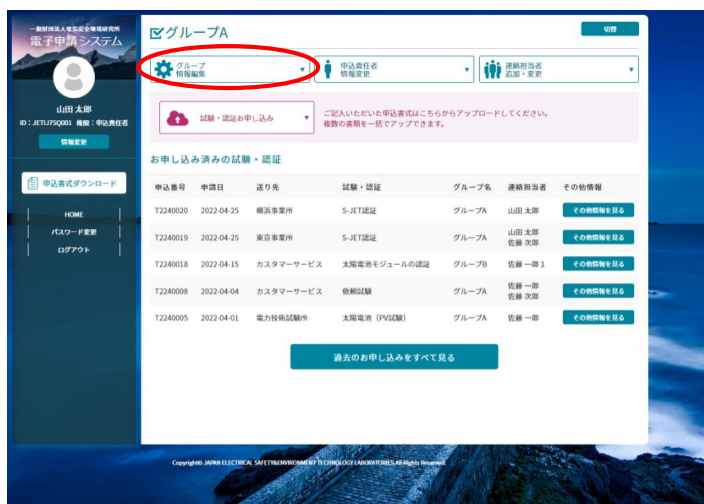 一般財団法人電気安全環境研究所
電子申請システム
山田 太郎
ID：JETIJ75Q001 権限：申込責任者
情報変更
申込書式ダウンロード
HOME
パスワード変更
ログアウト
グループA
切替
グループ
情報編集
申込責任者
情報変更
連絡担当者
追加・変更
試験・認証お申し込み
ご記入いただいた申込書式はこちらからアップロードしてください。
複数の書類を一括でアップできます。
お申し込み済みの試験・認証
申込番号 申請日 送り先 試験・認証 グループ名 連絡担当者 その他情報
T2240020 2022-04-25 横浜事業所 S-JET認証 グループA 山田 太郎 その他情報を見る
T2240019 2022-04-25 東京事業所 S-JET認証 グループA 山田 太郎 佐藤 次郎 その他情報を見る
T2240018 2022-04-15 カスタマーサービス 太陽電池モジュールの認証 グループB 佐藤 一郎1 その他情報を見る
T2240008 2022-04-04 カスタマーサービス 依頼試験 グループA 佐藤 一郎 佐藤 次郎 その他情報を見る
T2240005 2022-04-01 電力技術試験所 太陽電池（PV試験） グループA 佐藤 一郎 その他情報を見る
過去のお申し込みをすべて見る
Copyright© JAPAN ELECTRICAL SAFETY&ENVIRONMENT TECHNOLOGY LABORATORIES All Rights Reserved.